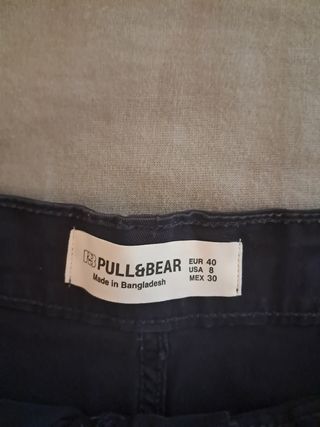 PULL&BEAR
Made in Bangladesh
EUR 40
USA 8
MEX 30